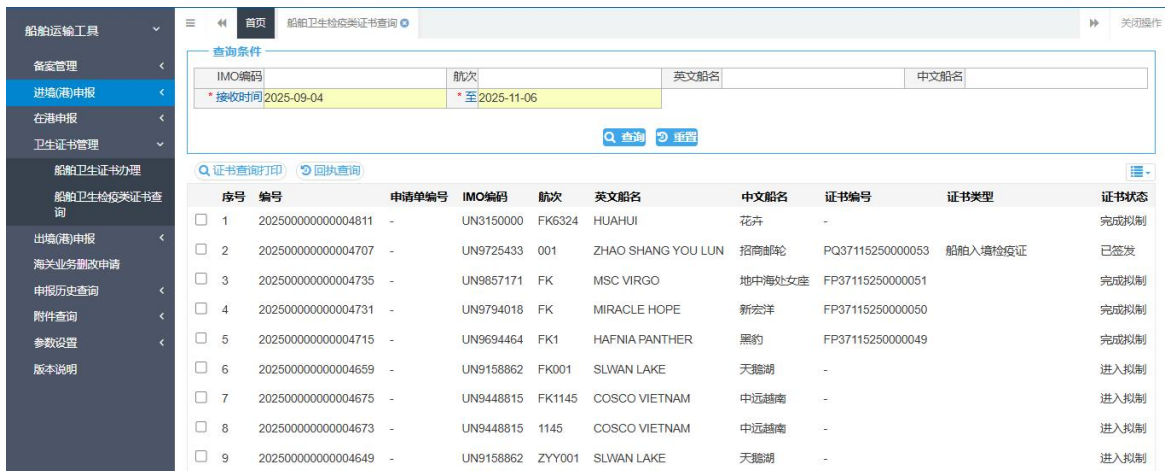 船舶运输工具
备案管理
进境(港)申报
在港申报
卫生证书管理
船舶卫生证书办理
船舶卫生检疫类证书查
询
出境(港)申报
海关业务删改申请
申报历史查询
附件查询
参数设置
版本说明
首页 船舶卫生检疫类证书查询 关闭操作
查询条件
IMO编码 航次 英文船名 中文船名
*接收时间 2025-09-04 *至 2025-11-06
查询 重置
证书查询打印 回执查询
序号 编号 申请单编号 IMO编码 航次 英文船名 中文船名 证书编号 证书类型 证书状态
1 202500000000004811 - UN3150000 FK6324 HUAHUI 花卉 - 完成拟制
2 202500000000004707 - UN9725433 001 ZHAO SHANG YOU LUN 招商邮轮 PQ37115250000053 船舶入境检疫证 已签发
3 202500000000004735 - UN9857171 FK MSC VIRGO 地中海处女座 FP37115250000051 完成拟制
4 202500000000004731 - UN9794018 FK MIRACLE HOPE 新宏洋 FP37115250000050 完成拟制
5 202500000000004715 - UN9694464 FK1 HAFNIA PANTHER 黑豹 FP37115250000049 完成拟制
6 202500000000004659 - UN9158862 FK001 SLWAN LAKE 天鹅湖 - 进入拟制
7 202500000000004675 - UN9448815 FK1145 COSCO VIETNAM 中远越南 - 进入拟制
8 202500000000004673 - UN9448815 1145 COSCO VIETNAM 中远越南 - 进入拟制
9 202500000000004649 - UN9158862 ZYY001 SLWAN LAKE 天鹅湖 - 进入拟制